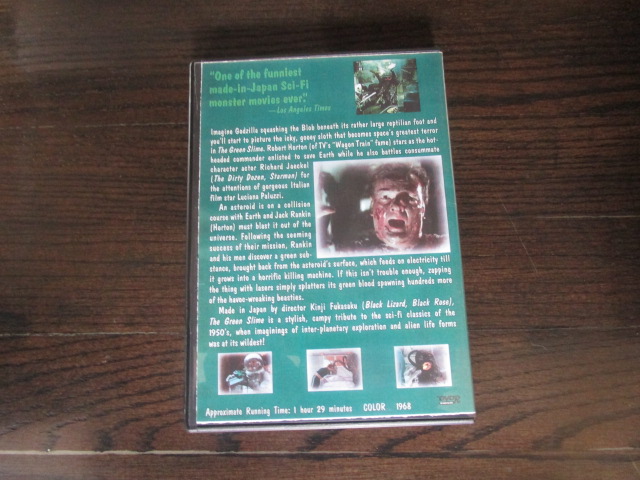 "One of the funniest
made-in-Japan Sci-Fi
monster movies ever."
—Los Angeles Times
Imagine Godzilla squashing the Blob beneath its rather large reptilian foot and
you'll start to picture the icky, gooey sloth that becomes space's greatest terror
in The Green Slime. Robert Horton (of TV's "Wagon Train" fame) stars as the hot-
headed commander enlisted to save Earth while he also battles consummate
character actor Richard Jaeckel
(The Dirty Dozen, Starman) for
the attentions of gorgeous Italian
film star Luciana Paluzzi.
An asteroid is on a collision
course with Earth and Jack Rankin
(Horton) must blast it out of the
universe. Following the seeming
success of their mission, Rankin
and his men discover a green sub-
stance, brought back from the asteroid's surface, which feeds on electricity till
it grows into a horrific killing machine. If this isn't trouble enough, zapping
the thing with lasers simply splatters its green blood spawning hundreds more
of the havoc-wreaking beasties.
Made in Japan by director Kinji Fukasaku (Black Lizard, Black Rose),
The Green Slime is a stylish, campy tribute to the sci-fi classics of the
1950's, when imaginings of inter-planetary exploration and alien life forms
was at its wildest!
Approximate Running Time: 1 hour 29 minutes COLOR 1968